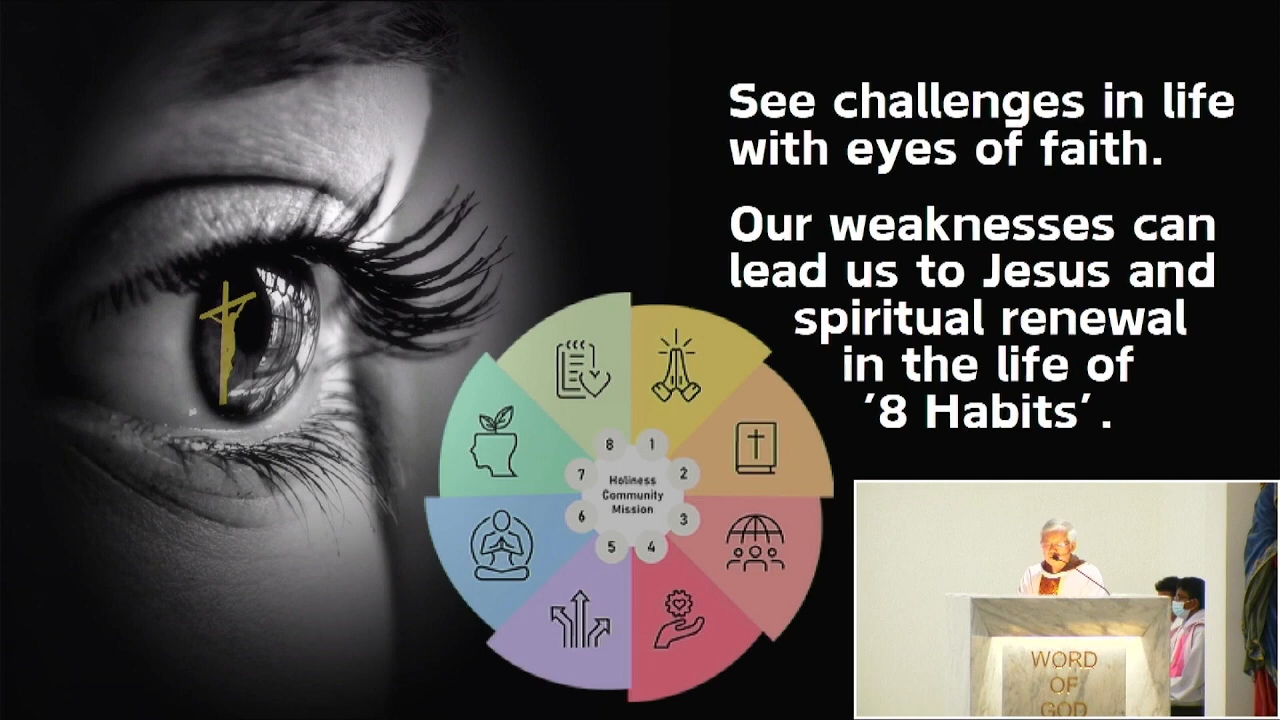 See challenges in life
with eyes of faith.
Our weaknesses can
lead us to Jesus and
spiritual renewal
in the life of
'8 Habits'.
8
1
7
2
6
3
5
4
Holiness
Community
Mission
WORD
OF
GOD